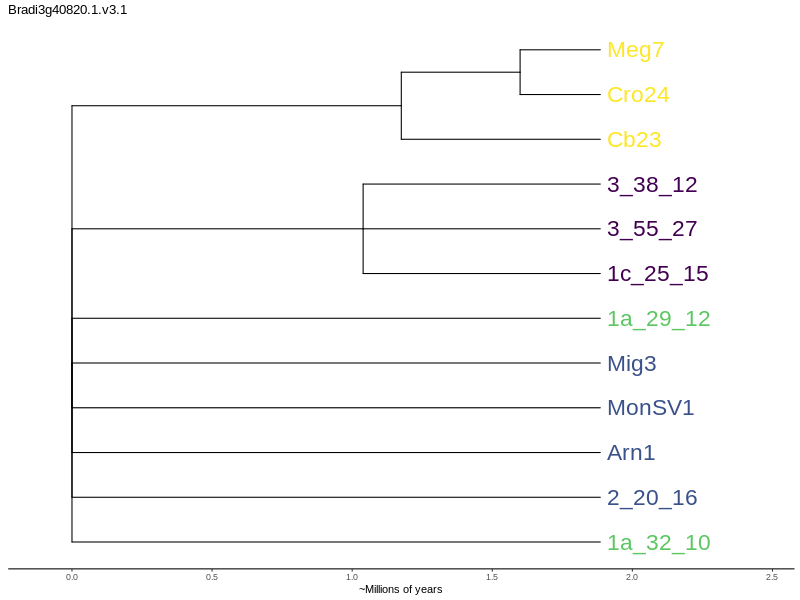 Bradi3g40820.1.v3.1
Meg7
Cro24
Cb23
3_38_12
3_55_27
1c_25_15
1a_29_12
Mig3
MonSV1
Arn1
2_20_16
1a_32_10
0.0 0.5 1.0 1.5 2.0 2.5
~Millions of years